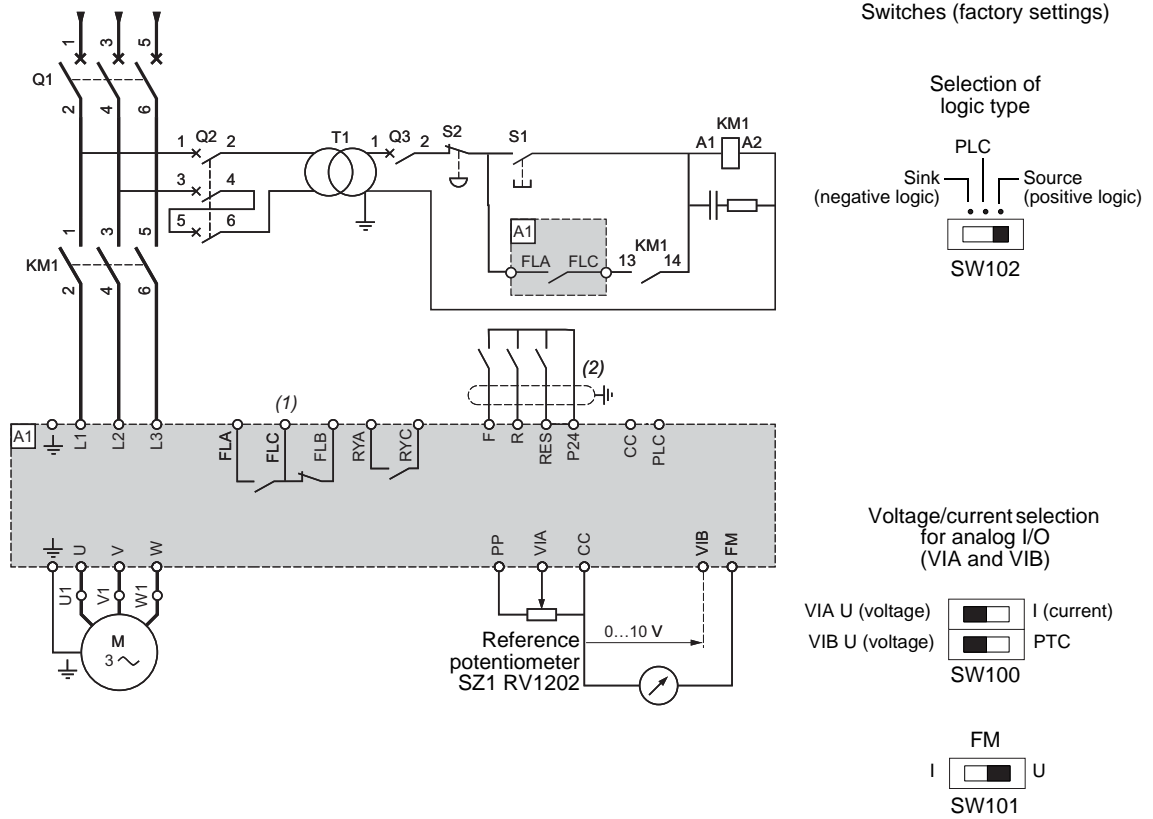 Switches (factory settings)
1 3 5
Q1
2 4 6
1 Q2 2
3 4
5 6
T1
1 Q3 2
S2
S1
KM1
A1 A2
A1
FLA FLC
KM1
13 14
1 3 5
KM1
2 4 6
(2)
(1)
A1
L1 L2 L3
FLA FLC FLB RYA RYC
F R RES P24
CC PLC
U V W
PP VIA CC VIB FM
U1 V1 W1
M
3
0...10 V
Reference
potentiometer
SZ1 RV1202
Selection of
logic type
PLC
Sink
(negative logic)
Source
(positive logic)
SW102
Voltage/current selection
for analog I/O
(VIA and VIB)
VIA U (voltage) I (current)
VIB U (voltage) PTC
SW100
FM
I U
SW101